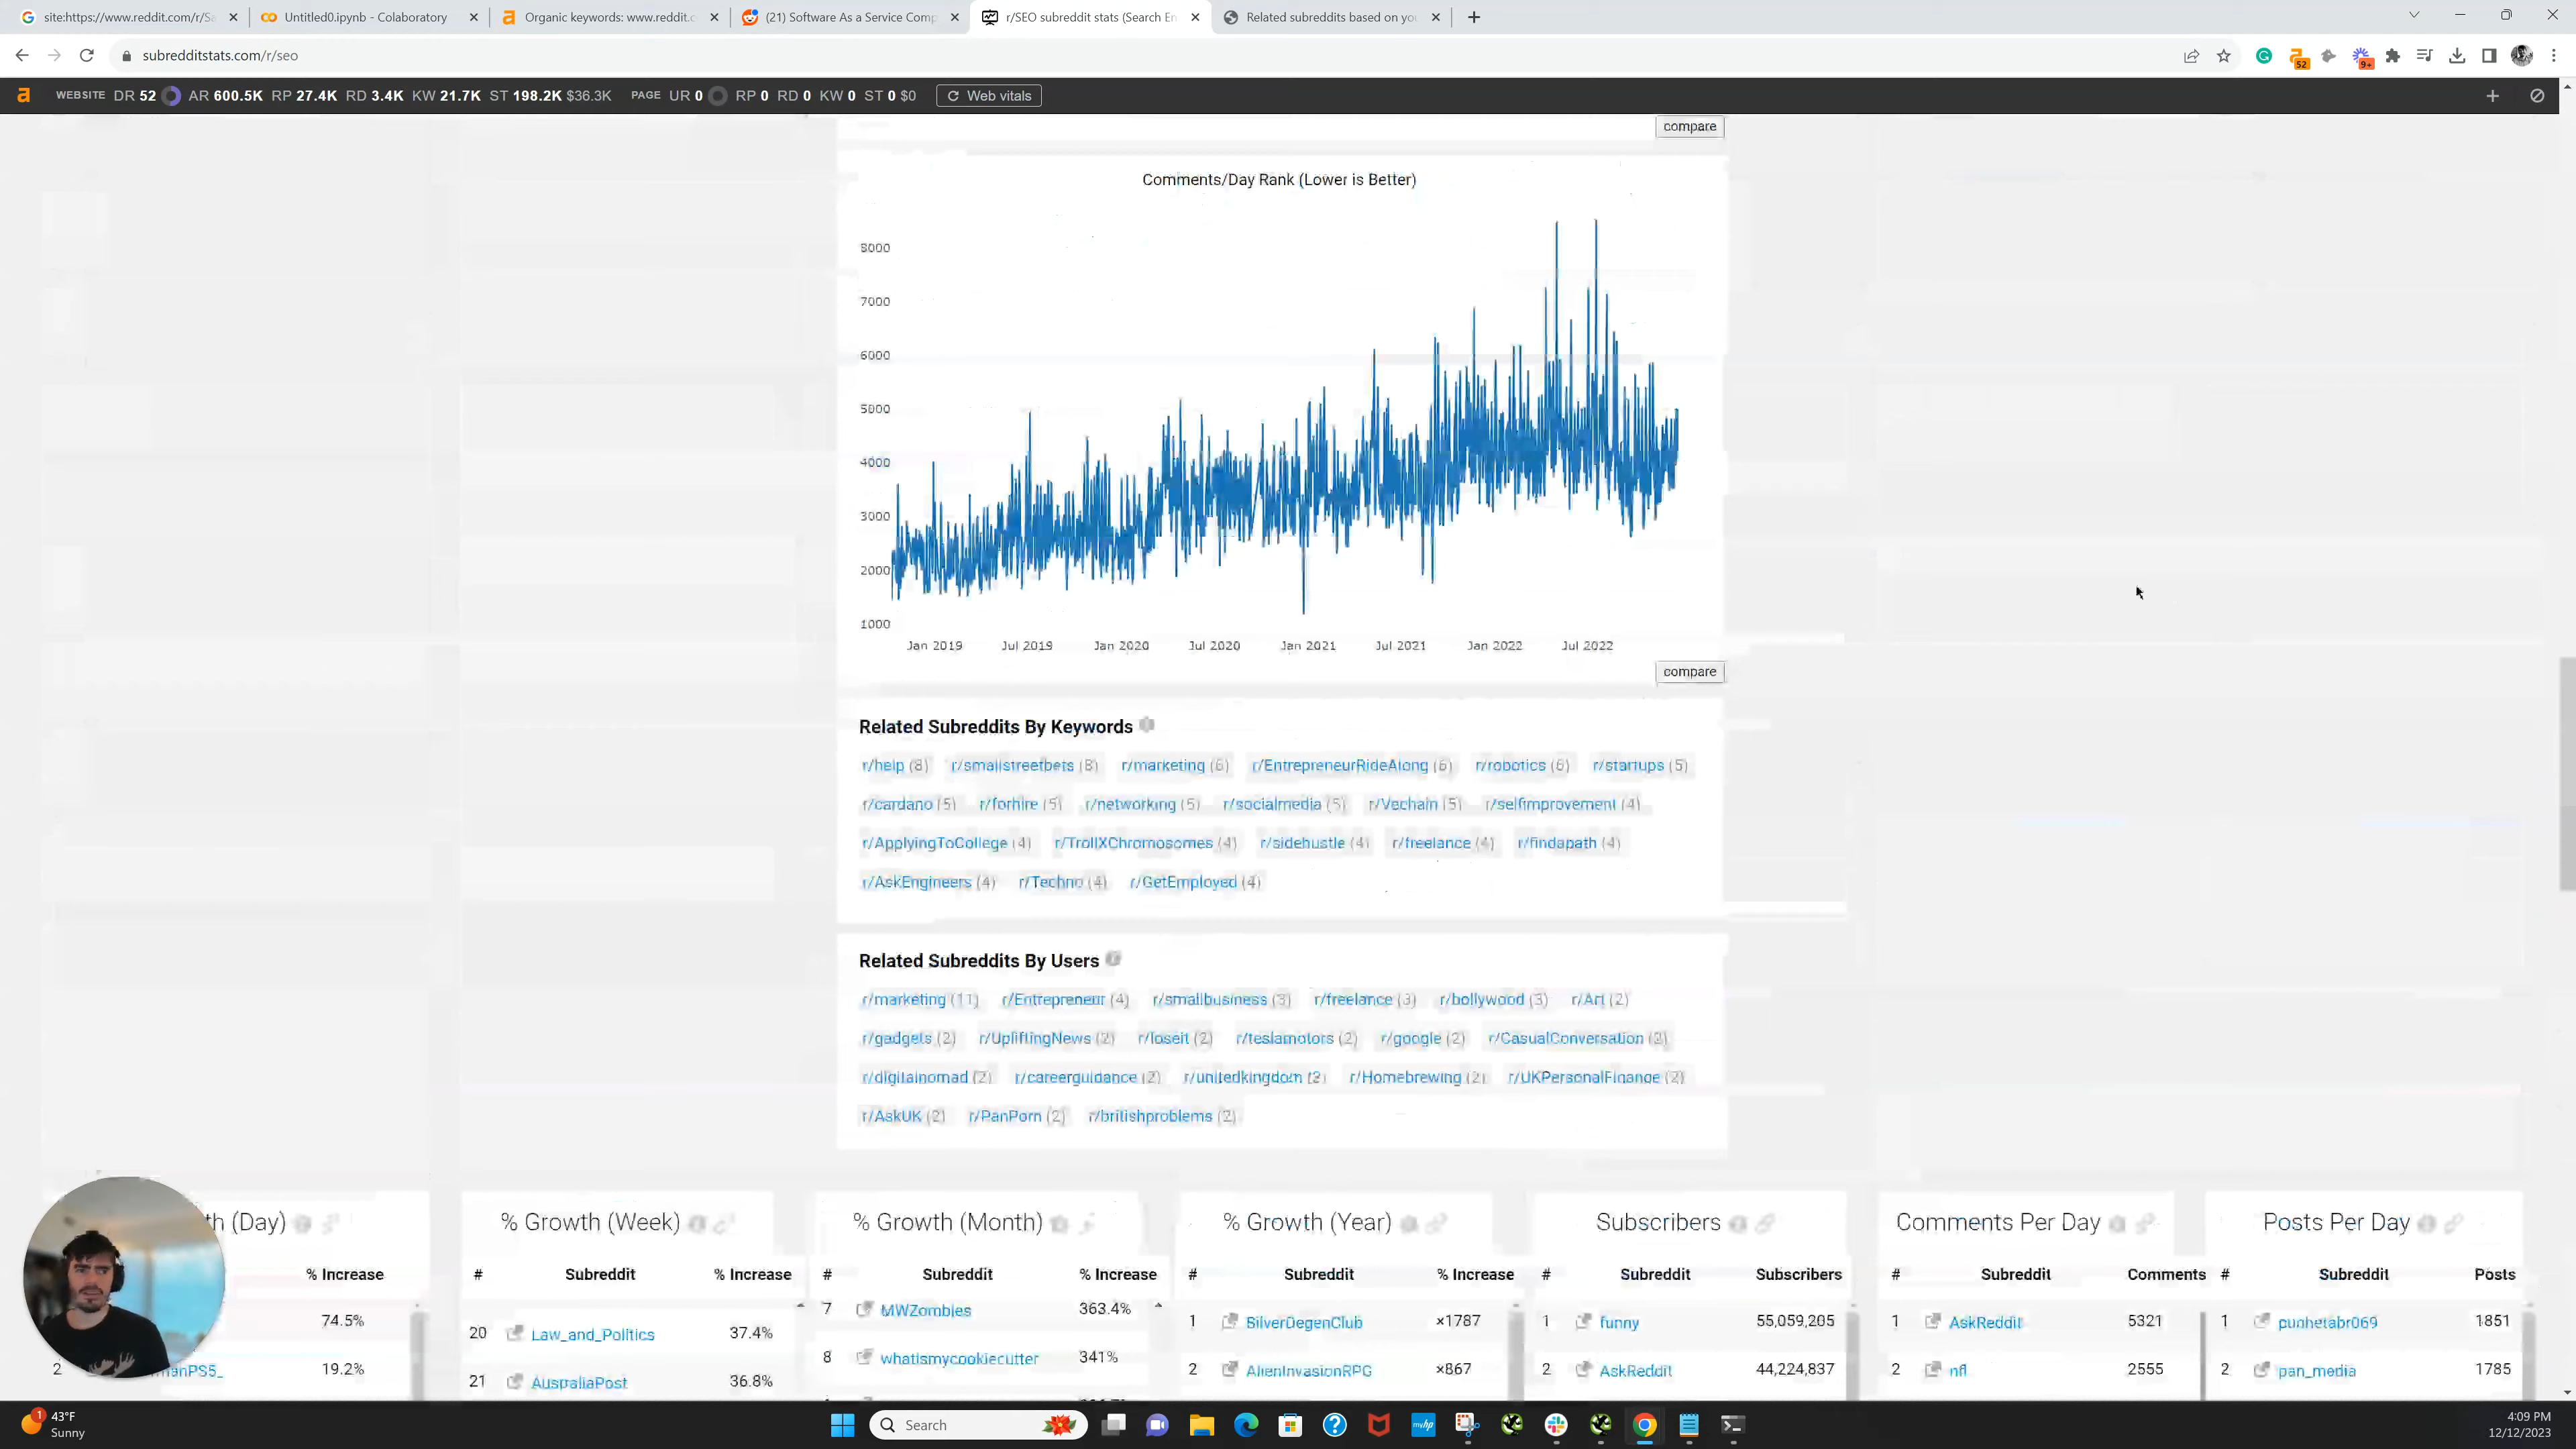 site:https://www.reddit.com/r/Sa
Untitled0.ipynb - Colaboratory
Organic keywords: www.reddit.c
(21) Software As a Service Comp
r/SEO subreddit stats (Search En
Related subreddits based on you
subredditstats.com/r/seo
52
9+
WEBSITE DR 52 AR 600.5K RP 27.4K RD 3.4K KW 21.7K ST 198.2K $36.3K PAGE UR 0 RP 0 RD 0 KW 0 ST 0 $0 Web vitals
compare
Comments/Day Rank (Lower is Better)
8000
7000
6000
5000
4000
3000
2000
1000
Jan 2019 Jul 2019 Jan 2020 Jul 2020 Jan 2021 Jul 2021 Jan 2022 Jul 2022
compare
Related Subreddits By Keywords
r/help (8) r/smallstreetbets (8) r/marketing (6) r/EntrepreneurRideAlong (6) r/robotics (6) r/startups (5)
r/cardano (5) r/forhire (5) r/networking (5) r/socialmedia (5) r/Vechain (5) r/selfimprovement (4)
r/ApplyingToCollege (4) r/TrollXChromosomes (4) r/sidehustle (4) r/freelance (4) r/findapath (4)
r/AskEngineers (4) r/Techno (4) r/GetEmployed (4)
Related Subreddits By Users
r/marketing (11) r/Entrepreneur (4) r/smallbusiness (3) r/freelance (3) r/bollywood (3) r/Art (2)
r/gadgets (2) r/UpliftingNews (2) r/loseit (2) r/teslamotors (2) r/google (2) r/CasualConversation (2)
r/digitalnomad (2) r/careerguidance (2) r/unitedkingdom (2) r/Homebrewing (2) r/UKPersonalFinance (2)
r/AskUK (2) r/PanPorn (2) r/britishproblems (2)
th (Day) % Growth (Week) % Growth (Month) % Growth (Year) Subscribers Comments Per Day Posts Per Day
% Increase # Subreddit % Increase # Subreddit % Increase # Subreddit % Increase # Subreddit Subscribers # Subreddit Comments # Subreddit Posts
74.5% 20 Law_and_Politics 37.4% 7 MWZombies 363.4% 1 BilverDegenClub ×1787 1 funny 55,059,205 1 AskReddit 5321 1 punhetabr069 1851
2 manPS5_ 19.2% 21 AusraliaPost 36.8% 8 whatismycookiecutter 341% 2 AlienInvasionRPG ×867 2 AskReddit 44,224,837 2 nfl 2555 2 pan_media 1785
1
43°F
Sunny
Search
myhp
4:09 PM
12/12/2023